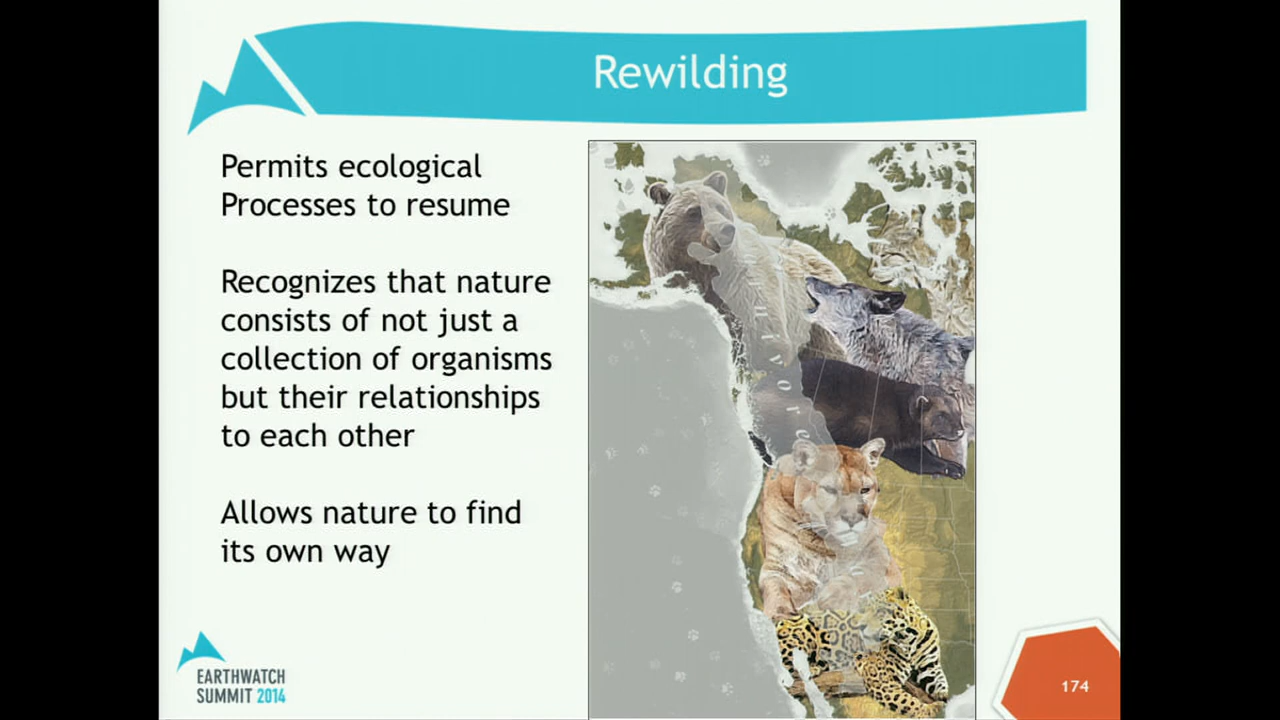 Rewilding
Permits ecological
Processes to resume
Recognizes that nature
consists of not just a
collection of organisms
but their relationships
to each other
Allows nature to find
its own way
EARTHWATCH
SUMMIT 2014
174